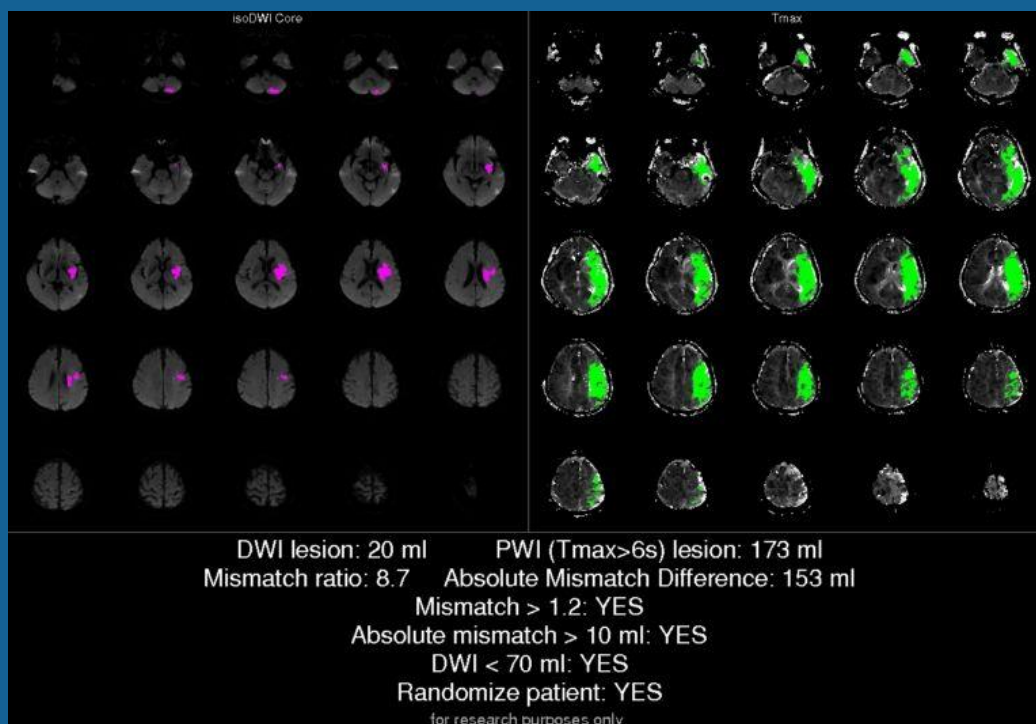 isoDWI Core
Tmax
DWI lesion: 20 ml PWI (Tmax>6s) lesion: 173 ml
Mismatch ratio: 8.7 Absolute Mismatch Difference: 153 ml
Mismatch > 1.2: YES
Absolute mismatch > 10 ml: YES
DWI < 70 ml: YES
Randomize patient: YES
for research purposes only